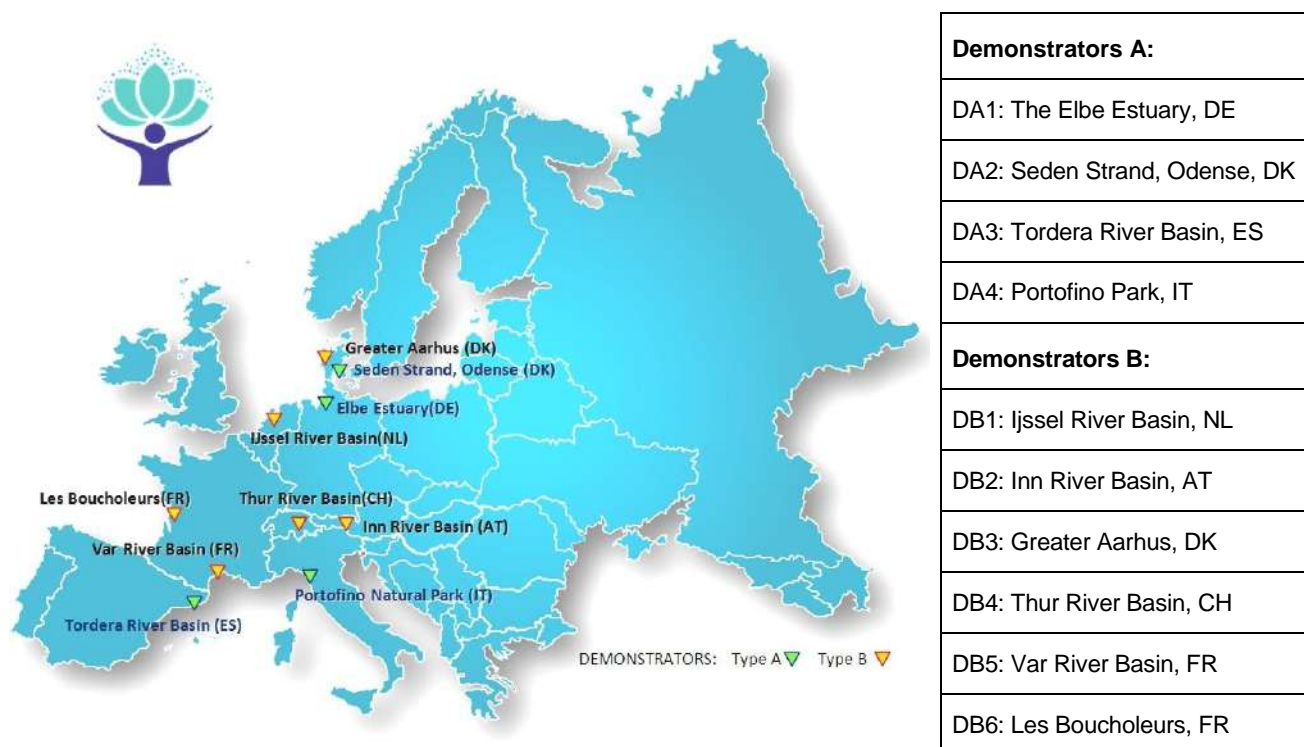 Greater Aarhus (DK)
Seden Strand, Odense (DK)
Elbe Estuary(DE)
IJssel River Basin(NL)
Les Boucholeurs(FR)
Thur River Basin(CH)
Inn River Basin (AT)
Var River Basin (FR)
Portofino Natural Park (IT)
Tordera River Basin (ES)
DEMONSTRATORS: Type A Type B
Demonstrators A:
DA1: The Elbe Estuary, DE
DA2: Seden Strand, Odense, DK
DA3: Tordera River Basin, ES
DA4: Portofino Park, IT
Demonstrators B:
DB1: Ijssel River Basin, NL
DB2: Inn River Basin, AT
DB3: Greater Aarhus, DK
DB4: Thur River Basin, CH
DB5: Var River Basin, FR
DB6: Les Boucholeurs, FR